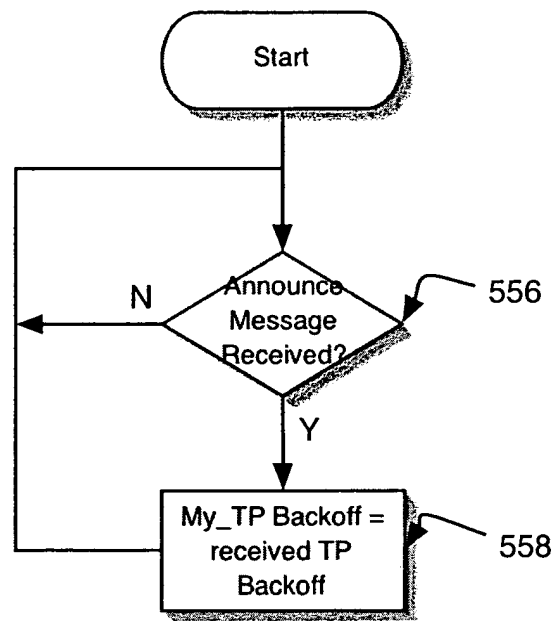 Start
Announce
Message
Received?
N
556
Y
My_TP Backoff =
received TP
Backoff
558